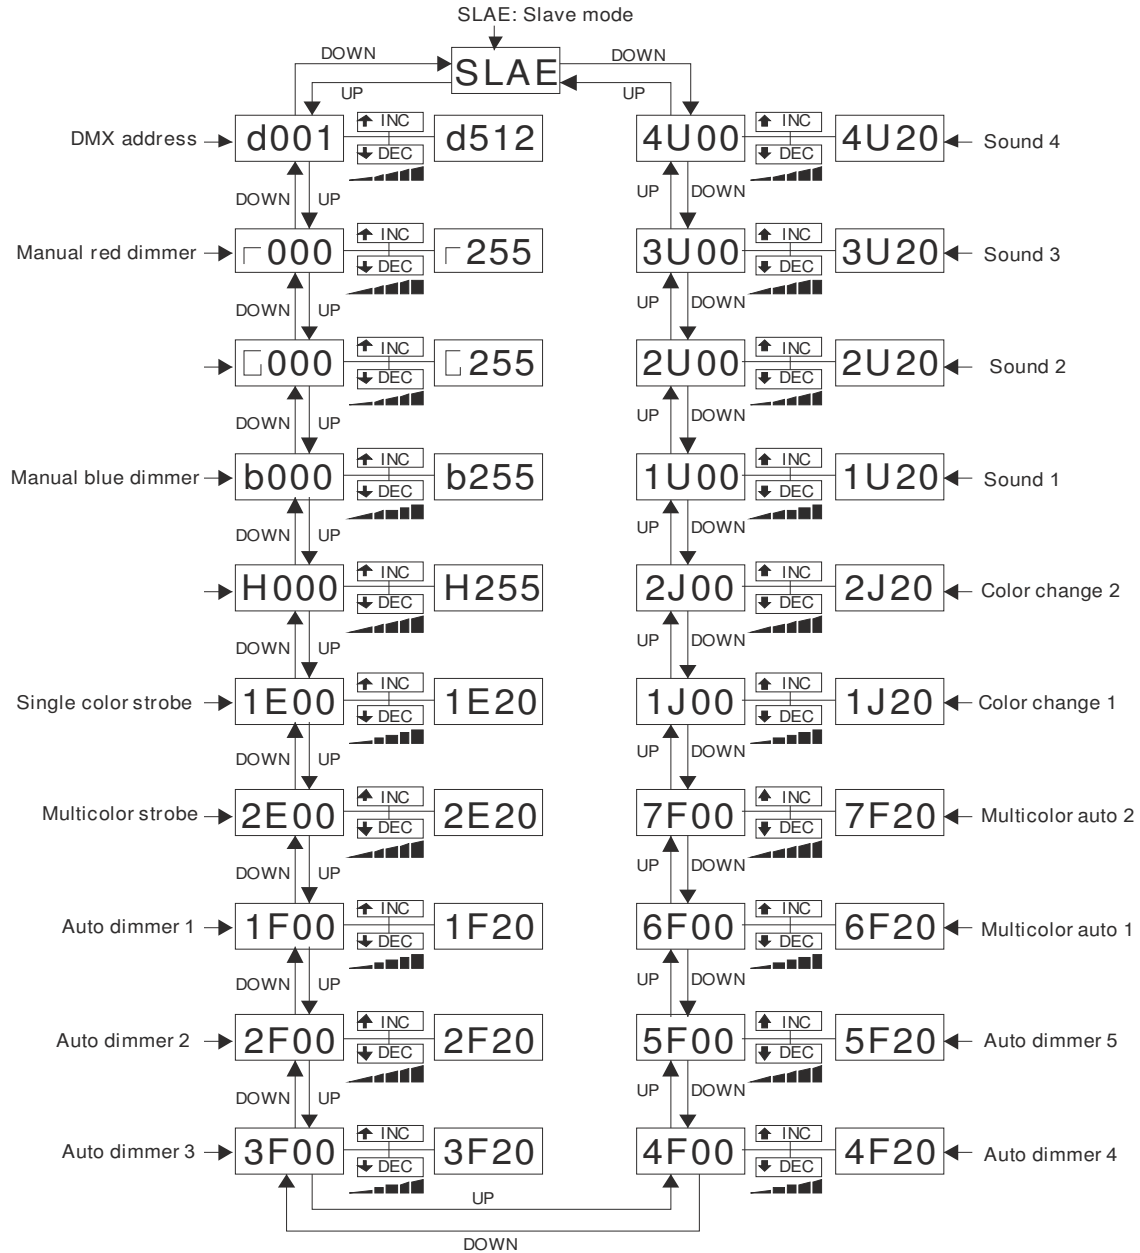 SLAE: Slave mode
DOWN SLAE DOWN
UP UP
DMX address d001 INC DEC d512 4U00 INC DEC 4U20 Sound 4
DOWN UP UP DOWN
Manual red dimmer r000 INC DEC r255 3U00 INC DEC 3U20 Sound 3
DOWN UP UP DOWN
G000 INC DEC G255 2U00 INC DEC 2U20 Sound 2
DOWN UP UP DOWN
Manual blue dimmer b000 INC DEC b255 1U00 INC DEC 1U20 Sound 1
DOWN UP UP DOWN
H000 INC DEC H255 2J00 INC DEC 2J20 Color change 2
DOWN UP UP DOWN
Single color strobe 1E00 INC DEC 1E20 1J00 INC DEC 1J20 Color change 1
DOWN UP UP DOWN
Multicolor strobe 2E00 INC DEC 2E20 7F00 INC DEC 7F20 Multicolor auto 2
DOWN UP UP DOWN
Auto dimmer 1 1F00 INC DEC 1F20 6F00 INC DEC 6F20 Multicolor auto 1
DOWN UP UP DOWN
Auto dimmer 2 2F00 INC DEC 2F20 5F00 INC DEC 5F20 Auto dimmer 5
DOWN UP UP DOWN
Auto dimmer 3 3F00 INC DEC 3F20 4F00 INC DEC 4F20 Auto dimmer 4
UP
DOWN